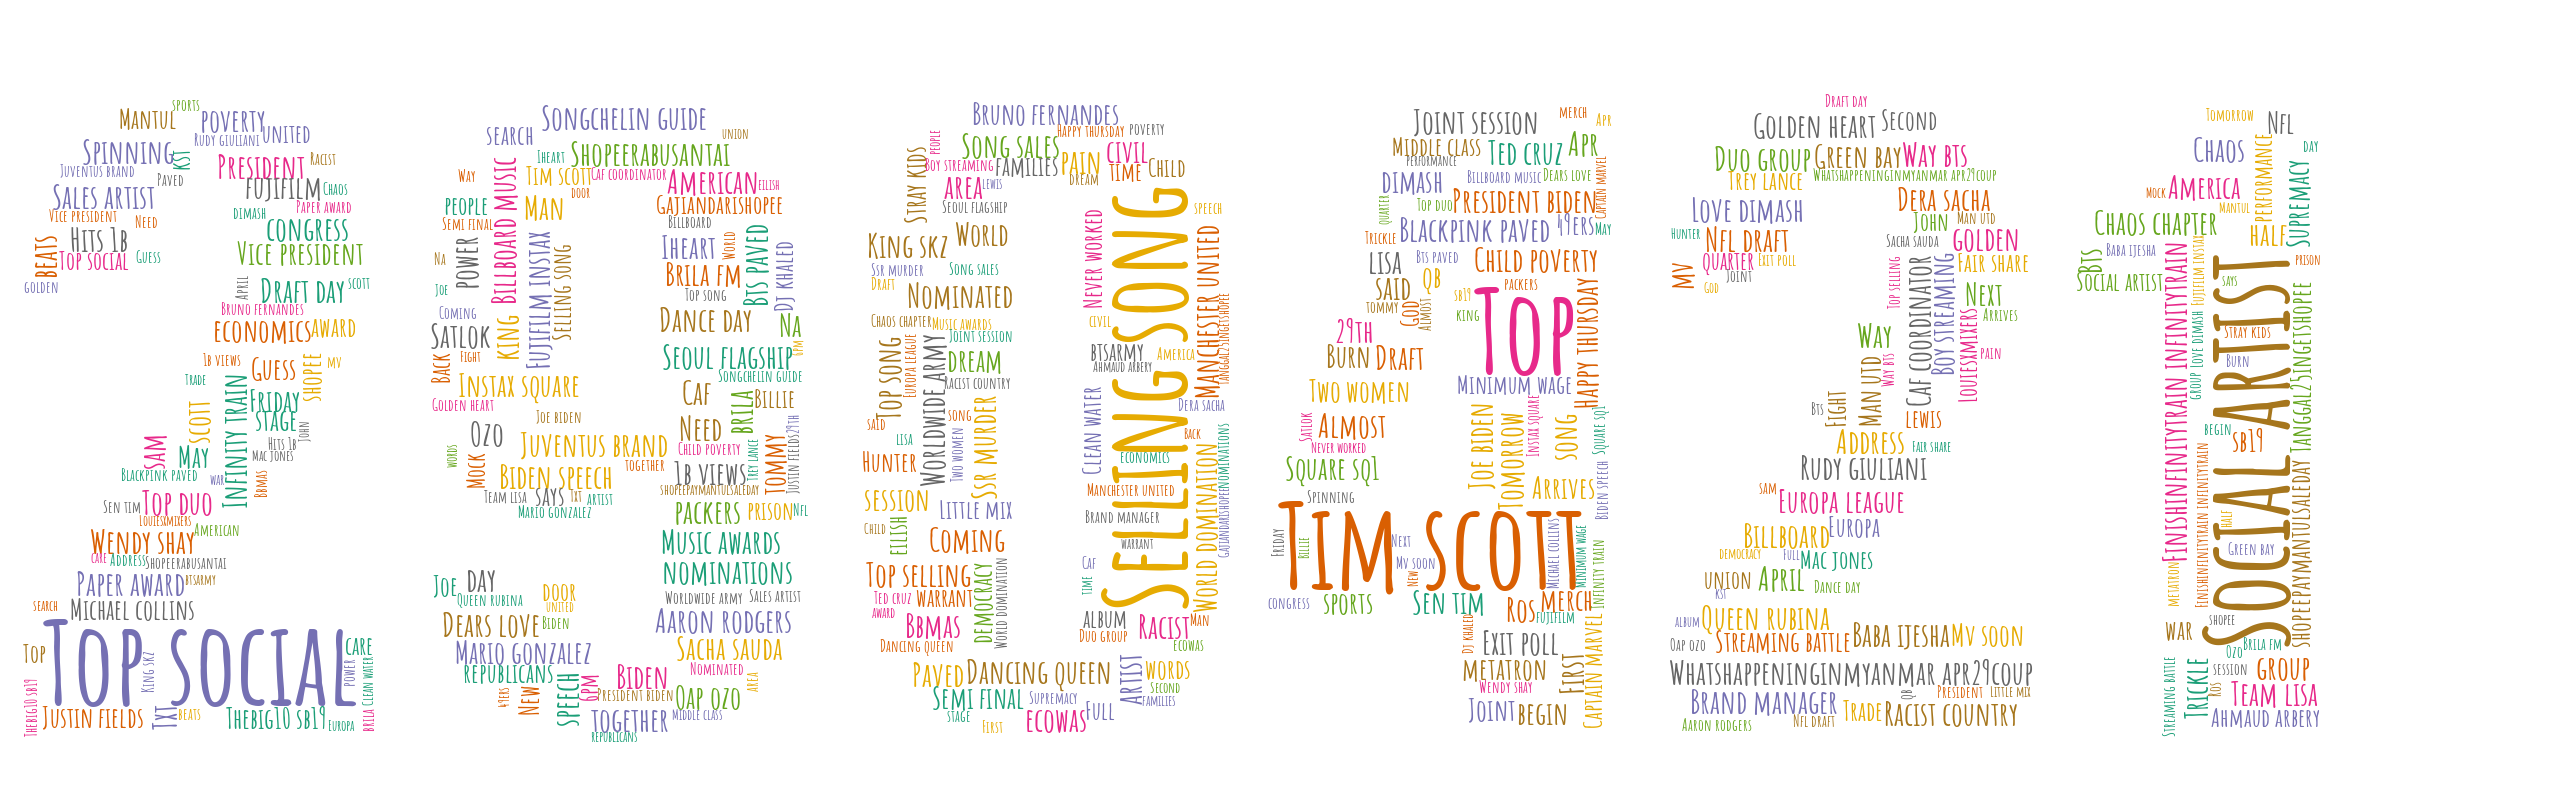 Sports
Mantul
Poverty
Rudy Giuliani
United
Spinning
KSI
President
Racist
Juventus Brand
Paved
Fujifilm
Chaos
Sales Artist
Paper Award
Vice President
Need
Dimash
Congress
Beats
Hits 1b
Top Social
Guess
Vice President
Golden
April
Draft Day
Scott
Bruno Fernandes
Economics
Award
1b Views
Guess
Shopee
MV
Trade
Infinity Train
Friday
Scott
Stage
John
Sam
Hits 1b
May
Mac Jones
Blackpink Paved
War
Bbmas
Sen Tim
Top Duo
Louiesxmixers
American
Wendy Shay
Care
Address
Shopeerabusantai
Paper Award
Btsarmy
Search
Michael Collins
Top Social
Care
Top
King Skz
Power
Clean Water
Thebig10 Sb19
Justin Fields
Txt
Beats
Thebig10 Sb19
Europa
Brila
Songchelin Guide
Search
Union
Iheart
Shopeerabusantai
Way
Billboard Music
Tim Scott
Caf Coordinator
American
Eilish
Door
People
Man
Gajiandarishopee
Semi Final
Billboard
Power
Fujifilm Instax
Iheart
World
Bts Paved
DJ Khaled
Na
Selling Song
Brila Fm
Joe
Top Song
Coming
Dance Day
Na
Satlok
King
6pm
Fight
Seoul Flagship
Back
Songchelin Guide
Instax Square
Caf
Brila
Billie
Golden Heart
Joe Biden
Need
29th
Ozo
Juventus Brand
Child Poverty
Words
Mock
Together
Trey Lance
Tommy
Justin Fields
Biden Speech
1b Views
Shopeepaymantulsaleday
Team Lisa
Says
Txt
Artist
Mario Gonzalez
Packers
Prison
Nfl
Music Awards
Nominations
Joe
Day
Door
Queen Rubina
United
Worldwide Army
Sales Artist
Dears Love
Biden
Aaron Rodgers
Mario Gonzalez
Sacha Sauda
Republicans
Biden
Nominated
Area
49ers
New
Speech
6pm
President Biden
Oap Ozo
Together
Middle Class
Republicans
Bruno Fernandes
People
Song Sales
Happy Thursday
Poverty
Stray Kids
Boy Streaming
Families
Pain
Civil
Area
Lewis
Dream
Time
Child
Seoul Flagship
Selling Song
Speech
King Skz
World
Never Worked
Manchester United
Ssr Murder
Song Sales
Draft
Nominated
Chaos Chapter
Music Awards
Civil
Tanggal25ingetshopee
Top Song
Europa League
Worldwide Army
Joint Session
Dream
Btsarmy
America
Ahmaud Arbery
Racist Country
Said
Song
Ssr Murder
Clean Water
Dera Sacha
Lisa
Two Women
Back
Hunter
Economics
World Domination
Nominations
Session
Manchester United
Little Mix
Brand Manager
Gajiandarishopee
Child
Eilish
Coming
Warrant
Top Selling
Democracy
World Domination
Caf
Time
Ted Cruz
Warrant
Award
Bbmas
Album
Racist
Man
Dancing Queen
Duo Group
Ecowas
Paved
Dancing Queen
Artist
Words
Semi Final
Supremacy
Second
Families
Stage
First
Ecowas
Full
Joint Session
Merch
Apr
Middle Class
Ted Cruz
Apr
Performance
Dimash
Billboard Music
Dears Love
Captain Marvel
Quarter
Top Duo
President Biden
Trickle
Blackpink Paved
49ers
May
Lisa
Bts Paved
Child Poverty
QB
Said
Packers
Tommy
God
Almost
Sb19
King
Top
Happy Thursday
29th
Burn
Draft
Two Women
Minimum Wage
Satlok
Almost
Joe Biden
Tomorrow
Instax Square
Song
Square Sq1
Never Worked
Square Sq1
Biden Speech
Spinning
Arrives
Tim Scott
Friday
Billie
Next
Mv Soon
New
Michael Collins
Minimum Wage
Infinity Train
Congress
Sports
Sen Tim
Ros
Merch
Fujifilm
DJ Khaled
Exit Poll
Metatron
First
Captain Marvel
Wendy Shay
Joint
Begin
Draft Day
Golden Heart
Second
Duo Group
Green Bay
Way Bts
Trey Lance
Whatshappeninginmyanmar Apr29coup
Dera Sacha
Love Dimash
John
Man Utd
Hunter
Nfl Draft
Sacha Sauda
Golden
Quarter
Exit Poll
Fair Share
MV
Joint
God
Top Selling
Caf Coordinator
Boy Streaming
Next
Arrives
Way
Louiesxmixers
Way Bts
Pain
Man Utd
Bts
Fight
Lewis
Address
Fair Share
Rudy Giuliani
Sam
Europa League
Billboard
Europa
Democracy
Full
Mac Jones
Union
April
Dance Day
KSI
Album
Queen Rubina
Oap Ozo
Streaming Battle
Baba Ijesha
Mv Soon
Whatshappeninginmyanmar Apr29coup
Brand Manager
QB
President
Little Mix
Trade
Racist Country
Aaron Rodgers
Nfl Draft
Tomorrow
Nfl
Chaos
Performance
Day
Mock
America
Supremacy
Mantul
Chaos Chapter
Half
Bts
Baba Ijesha
Social Artist
Finishinfinitytrain Infinitytrain
Fujifilm Instax
Says
Prison
Group
Love Dimash
Stray Kids
Burn
Tanggal25ingetshopee
Social Artist
Begin
Sb19
Finishinfinitytrain Infinitytrain
Half
Green Bay
Metatron
Shopeepaymantulsaleday
Shopee
War
Ozo
Brila Fm
Streaming Battle
Trickle
Session
Group
Ros
Team Lisa
Ahmaud Arbery